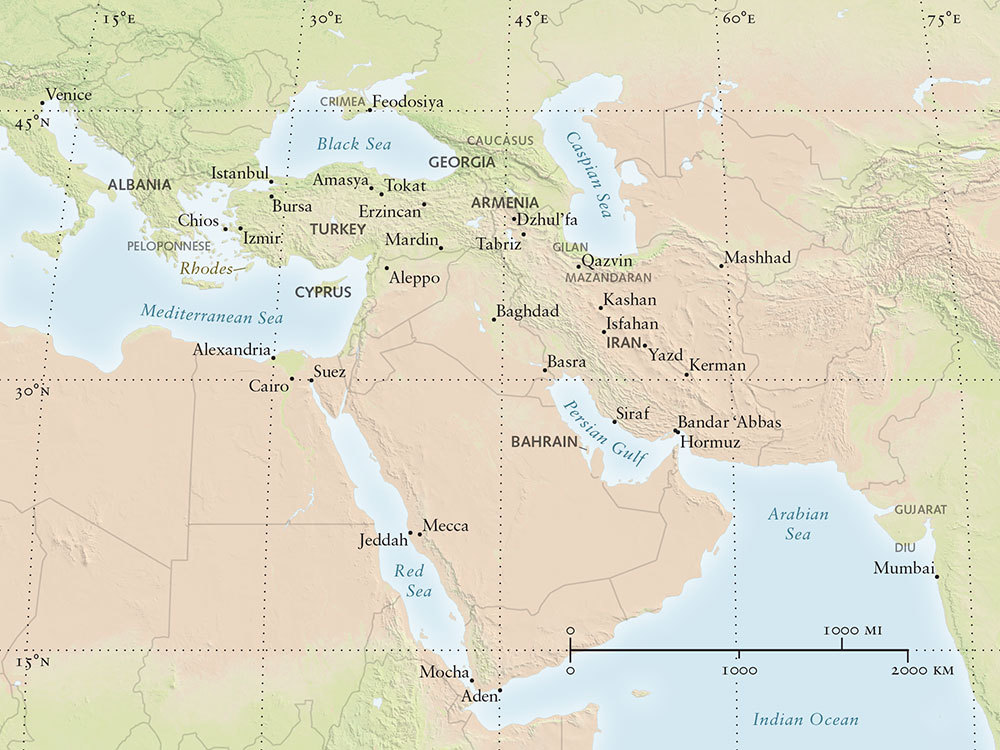 15°E
30°E
45°E
60°E
75°E
Venice
45°N
CRIMEA
Feodosiya
Black Sea
CAUCASUS
GEORGIA
Caspian Sea
ALBANIA
Istanbul
Amasya
Tokat
Bursa
Erzincan
ARMENIA
Dzhul'fa
Chios
Izmir
TURKEY
Mardin
Tabriz
PELOPONNESE
GILAN
Qazvin
Mashhad
Rhodes
Aleppo
MAZANDARAN
CYPRUS
Kashan
Mediterranean Sea
Baghdad
Isfahan
IRAN
Yazd
Alexandria
Basra
Kerman
Suez
Cairo
30°N
Persian Gulf
Siraf
Bandar ‘Abbas
Hormuz
BAHRAIN
Arabian
Sea
GUJARAT
Mecca
Jeddah
DIU
Mumbai
Red
Sea
0
1000 MI
15°N
0
1000
2000 KM
Mocha
Aden
Indian Ocean